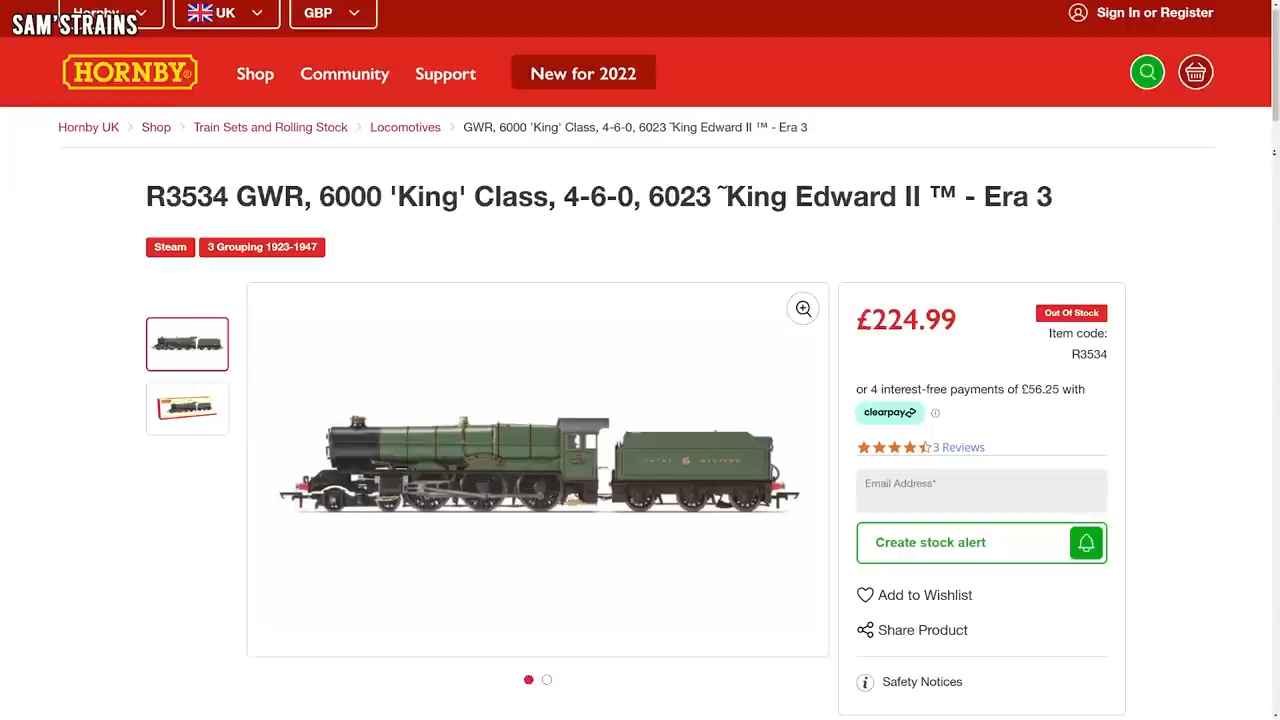 Hornby
UK
GBP
Sign In or Register
SAM'STRAINS
HORNBY®
Shop
Community
Support
New for 2022
Hornby UK
Shop
Train Sets and Rolling Stock
Locomotives
GWR, 6000 'King' Class, 4-6-0, 6023 ˜King Edward II ™ - Era 3
R3534 GWR, 6000 'King' Class, 4-6-0, 6023 ˜King Edward II ™ - Era 3
Steam
3 Grouping 1923-1947
£224.99
Out Of Stock
Item code:
R3534
or 4 interest-free payments of £56.25 with
clearpay
3 Reviews
Email Address*
Create stock alert
Add to Wishlist
Share Product
Safety Notices
GREAT WESTERN